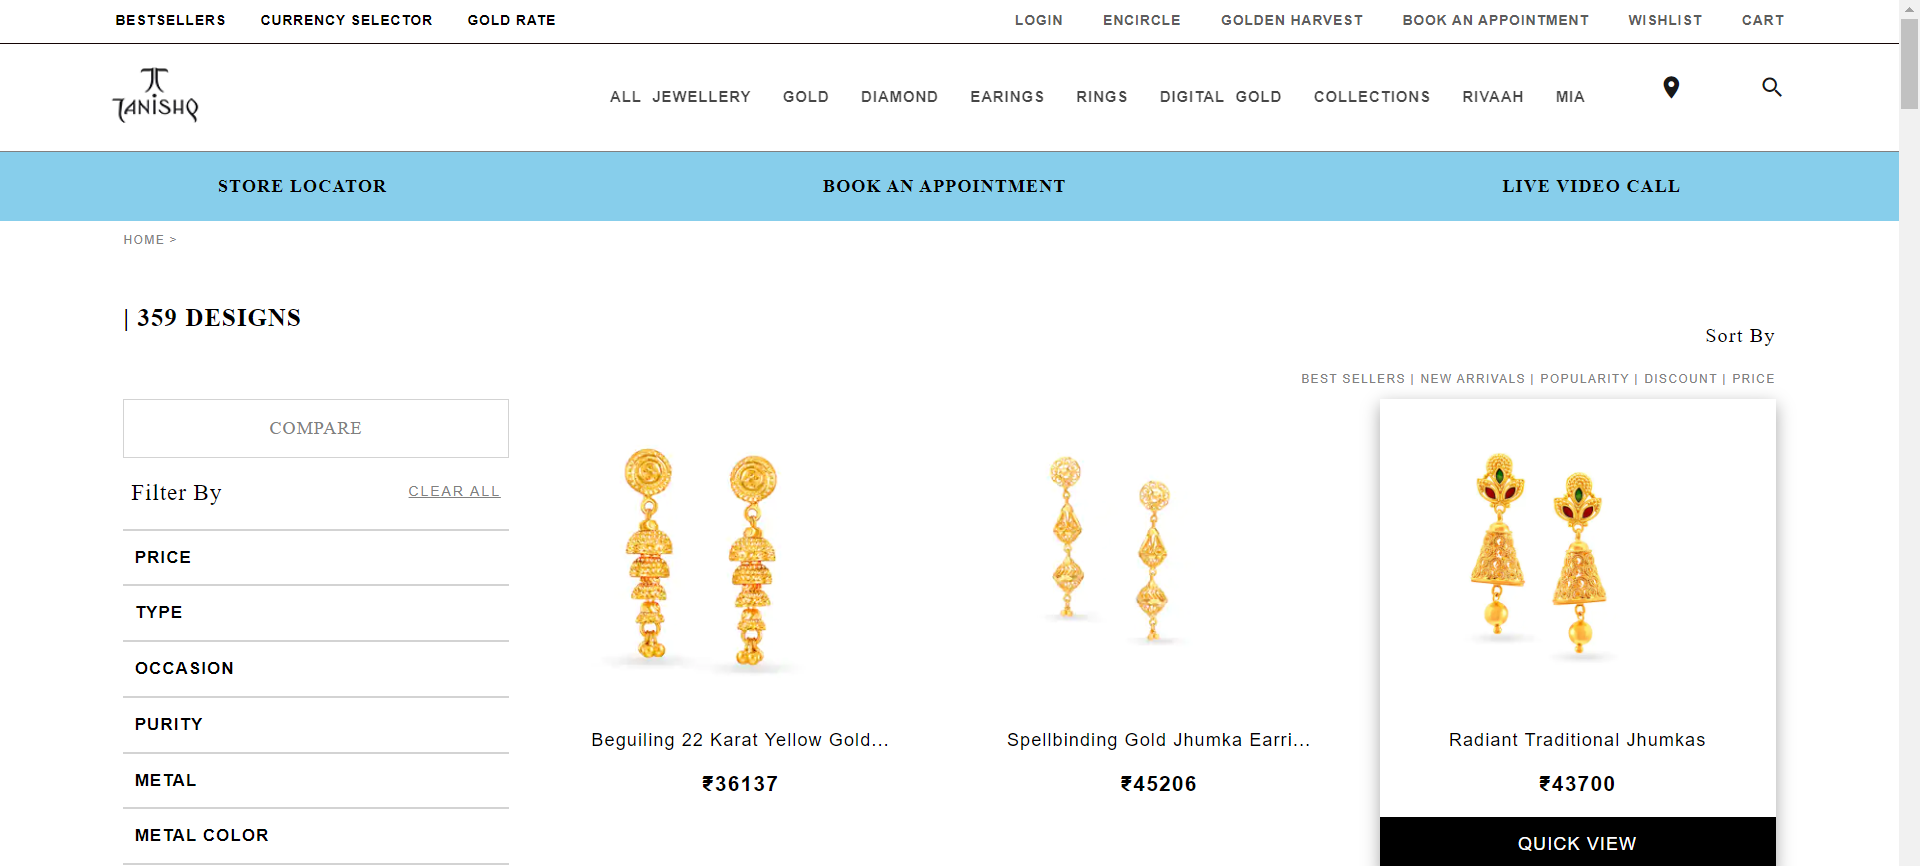 BESTSELLERS CURRENCY SELECTOR GOLD RATE LOGIN ENCIRCLE GOLDEN HARVEST BOOK AN APPOINTMENT WISHLIST CART
TANISHQ
ALL JEWELLERY GOLD DIAMOND EARINGS RINGS DIGITAL GOLD COLLECTIONS RIVAAH MIA
STORE LOCATOR BOOK AN APPOINTMENT LIVE VIDEO CALL
HOME >
| 359 DESIGNS
Sort By
BEST SELLERS | NEW ARRIVALS | POPULARITY | DISCOUNT | PRICE
COMPARE
Filter By CLEAR ALL
PRICE
TYPE
OCCASION
PURITY
METAL
METAL COLOR
Beguiling 22 Karat Yellow Gold...
₹36137
Spellbinding Gold Jhumka Earri...
₹45206
Radiant Traditional Jhumkas
₹43700
QUICK VIEW